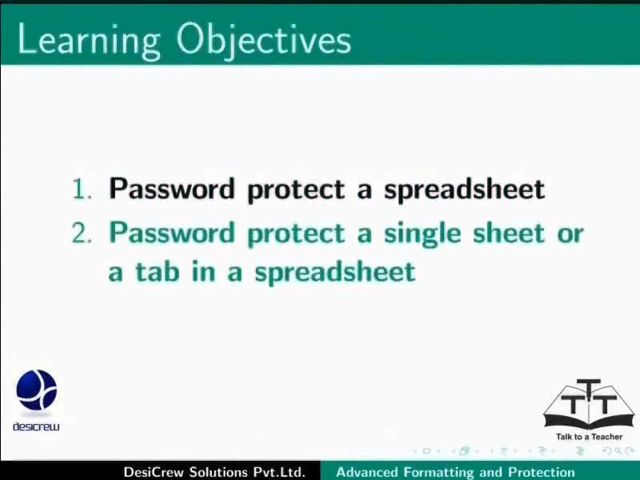 Learning Objectives
1. Password protect a spreadsheet
2. Password protect a single sheet or
a tab in a spreadsheet
desicrew
TTT
Talk to a Teacher
DesiCrew Solutions Pvt.Ltd. Advanced Formatting and Protection